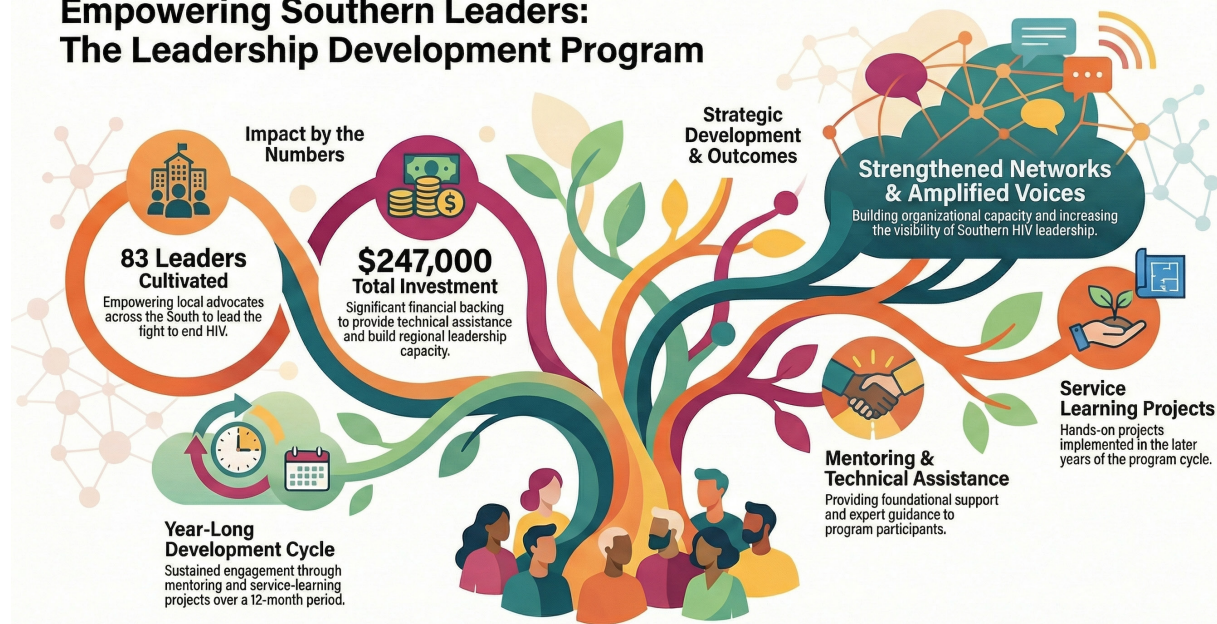 Empowering Southern Leaders:
The Leadership Development Program
Impact by the
Numbers
83 Leaders
Cultivated
Empowering local advocates
across the South to lead the
fight to end HIV.
$247,000
Total Investment
Significant financial backing
to provide technical assistance
and build regional leadership
capacity.
Year-Long
Development Cycle
Sustained engagement through
mentoring and service-learning
projects over a 12-month period.
Strategic
Development
& Outcomes
Strengthened Networks
& Amplified Voices
Building organizational capacity and increasing
the visibility of Southern HIV leadership.
Mentoring &
Technical Assistance
Providing foundational support
and expert guidance to
program participants.
Service
Learning Projects
Hands-on projects
implemented in the later
years of the program cycle.